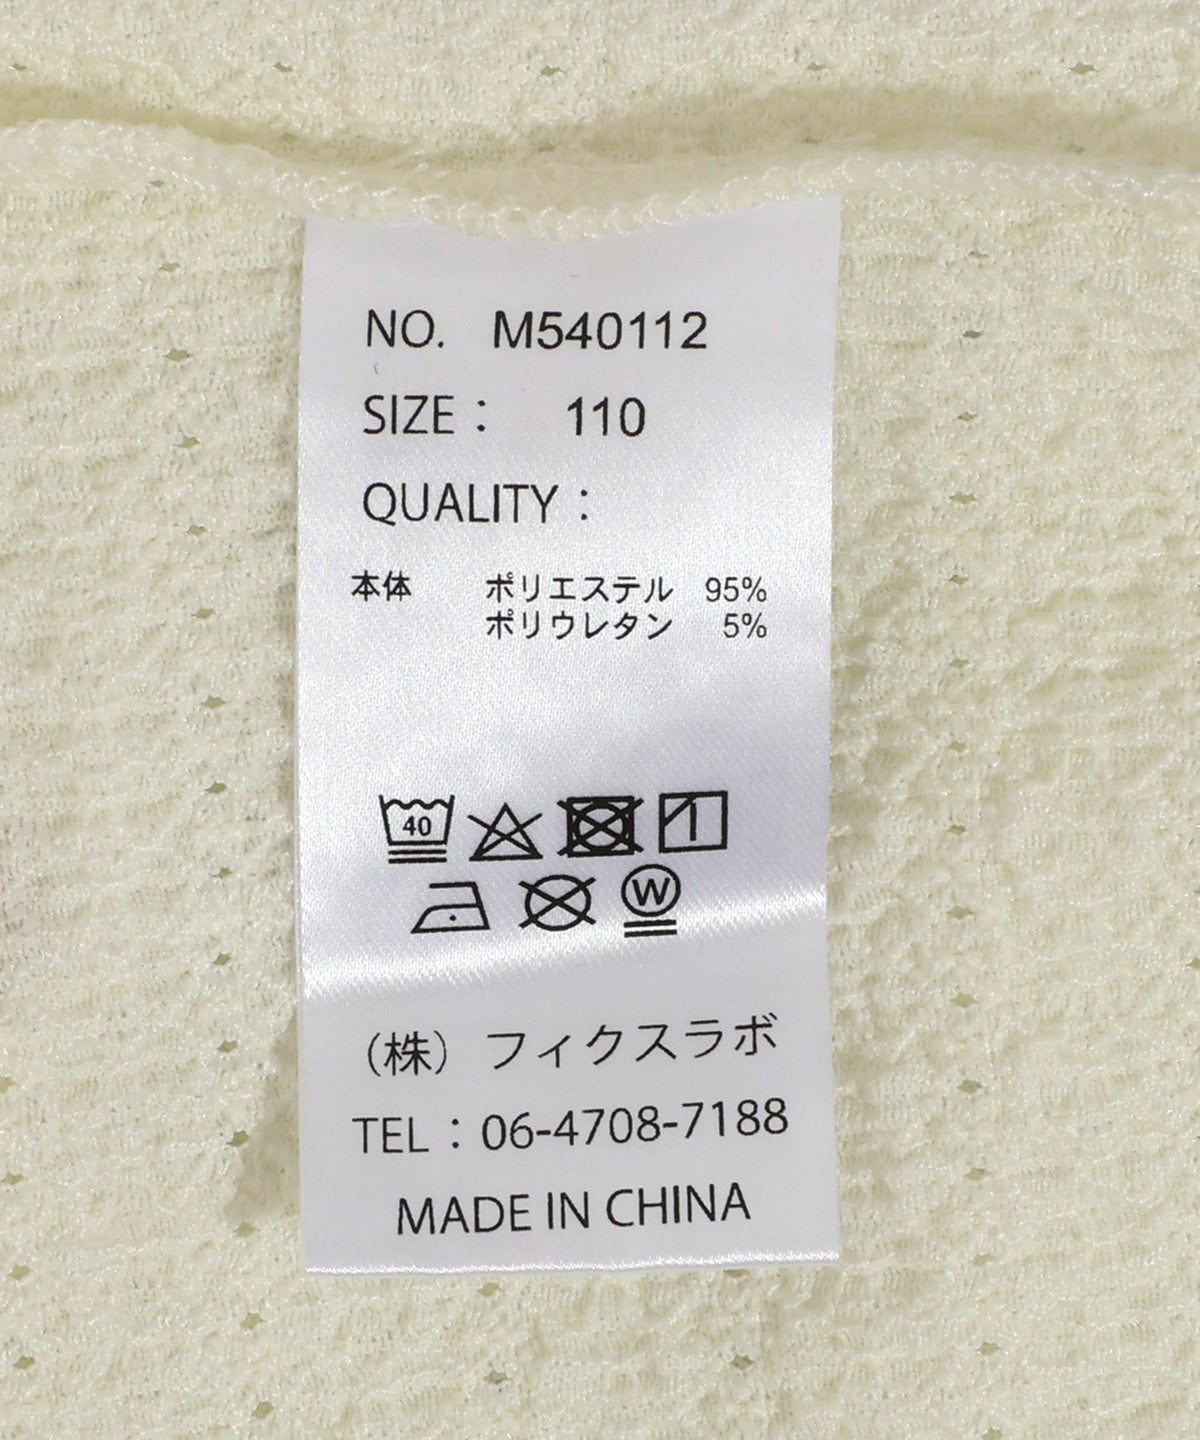 NO. M540112
SIZE： 110
QUALITY：
本体 ポリエステル 95%
ポリウレタン 5%
40
W
（株）フィクスラボ
TEL：06-4708-7188
MADE IN CHINA